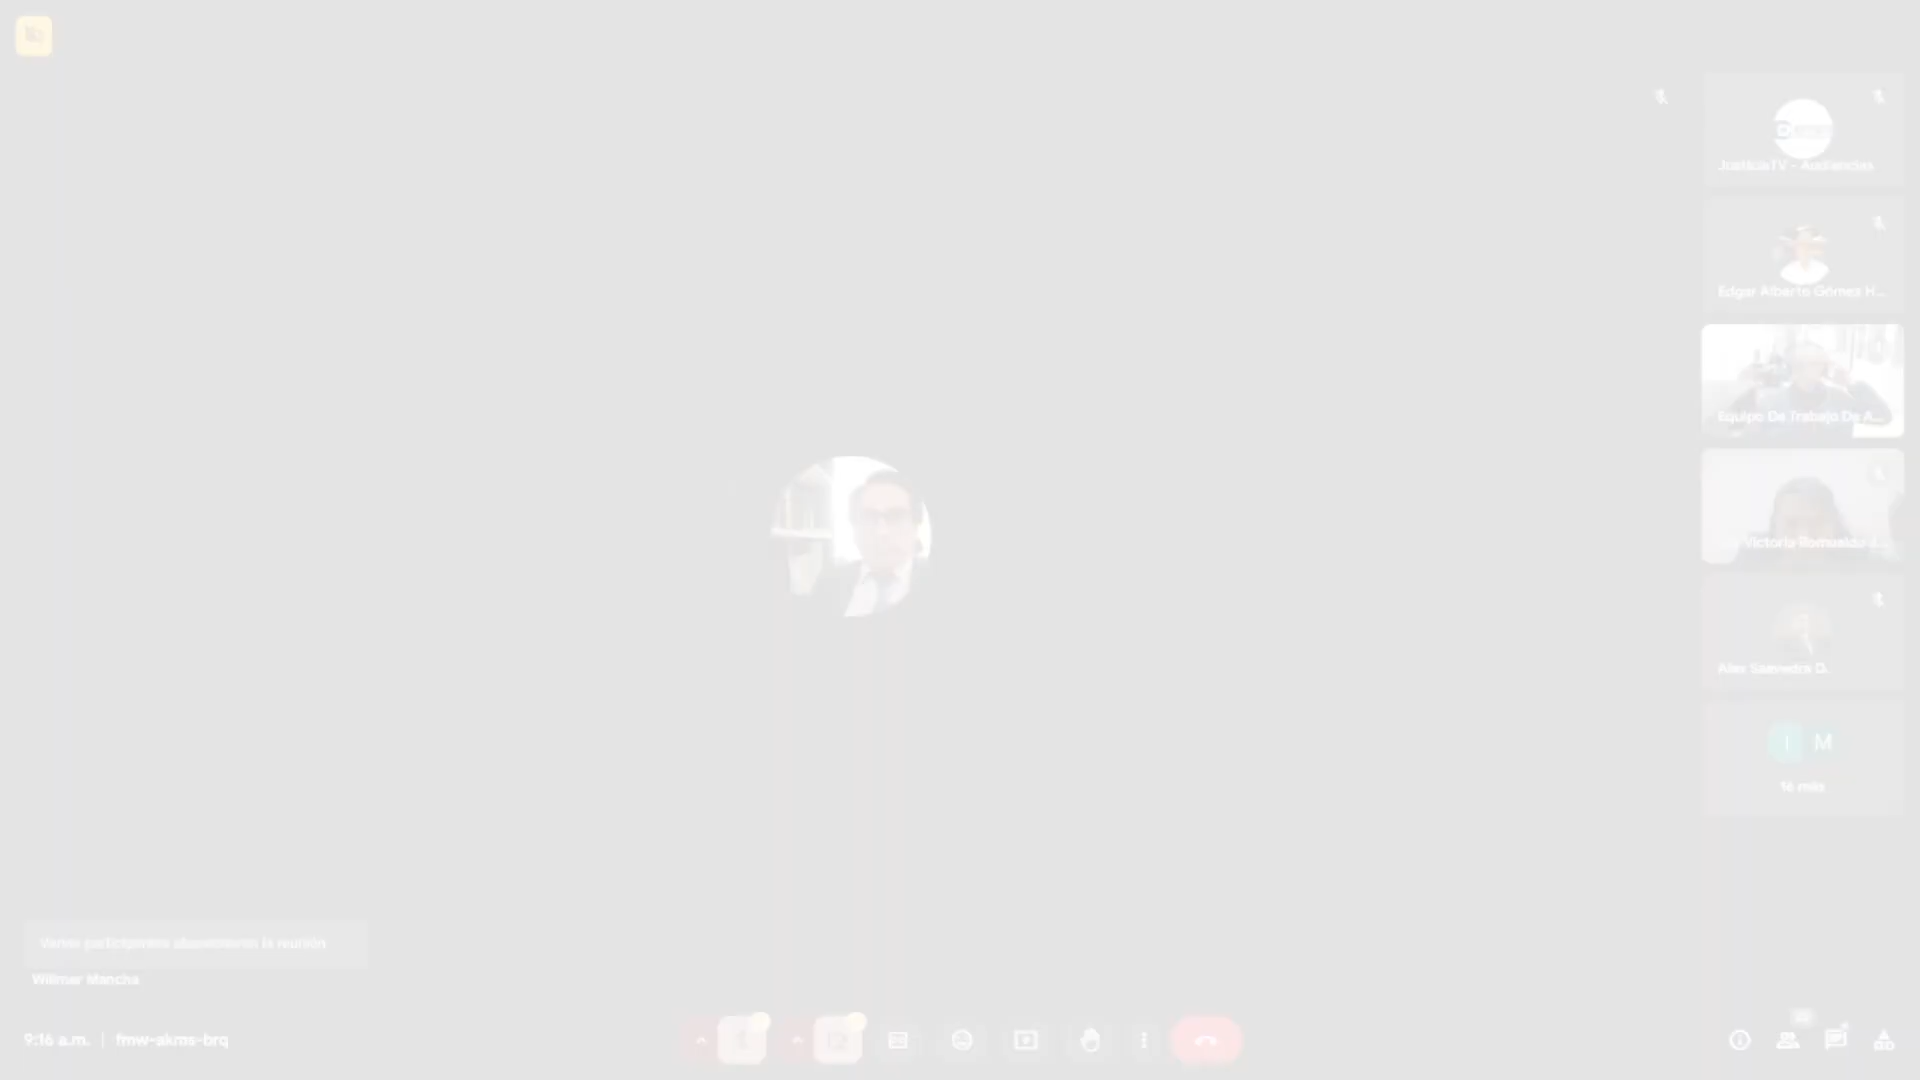 JusticiaTV - Audiencias
Edgar Alberto Gómez H...
Equipo De Trabajo De A...
Victoria Romualdo
Alex Saavedra D.
I M
16 más
Varios participantes abandonaron la reunión
Willmer Mancha
9:16 a.m. | fmw-akms-brq